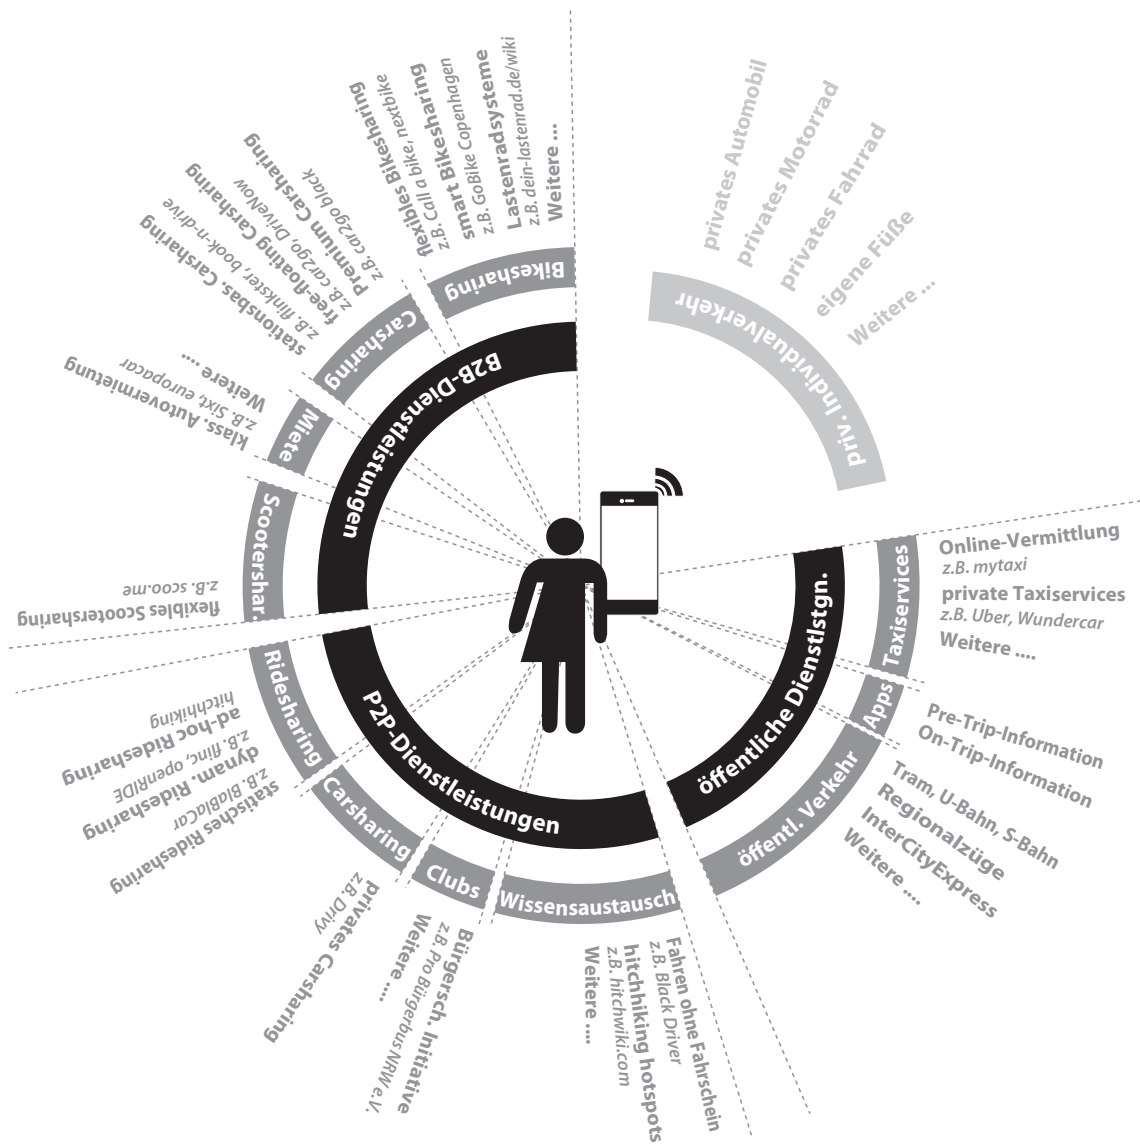 priv. Individualverkehr
privates Automobil
privates Motorrad
privates Fahrrad
eigene Füße
Weitere ...
öffentliche Dienstlstgn.
Taxiservices
Online-Vermittlung
z.B. mytaxi
private Taxiservices
z.B. Uber, Wundercar
Weitere ....
Apps
Pre-Trip-Information
On-Trip-Information
öffentl. Verkehr
Tram, U-Bahn, S-Bahn
Regionalzüge
InterCityExpress
Weitere ....
P2P-Dienstleistungen
Wissensaustausch
Fahren ohne Fahrschein
z.B. Black Driver
hitchhiking hotspots
z.B. hitchwiki.com
Weitere ....
Clubs
Bürgersch. Initiative
z.B. Pro Bürgerbus NRW e.V.
Weitere ....
Carsharing
privates Carsharing
z.B. Drivy
Ridesharing
statisches Ridesharing
z.B. BlaBlaCar
dynam. Ridesharing
z.B. flinc, openRIDE
ad-hoc Ridesharing
hitchhiking
B2B-Dienstleistungen
Scootershar.
flexibles Scootersharing
z.B. scoo.me
Miete
klass. Autovermietung
z.B. Sixt, europacar
Weitere ....
Carsharing
stationsbas. Carsharing
z.B. flinkster, book-n-drive
free-floating Carsharing
z.B. car2go, DriveNow
Premium Carsharing
z.B. car2go black
Bikesharing
flexibles Bikesharing
z.B. Call a bike, nextbike
smart Bikesharing
z.B. GoBike Copenhagen
Lastenradsysteme
z.B. dein-lastenrad.de/wiki
Weitere ...